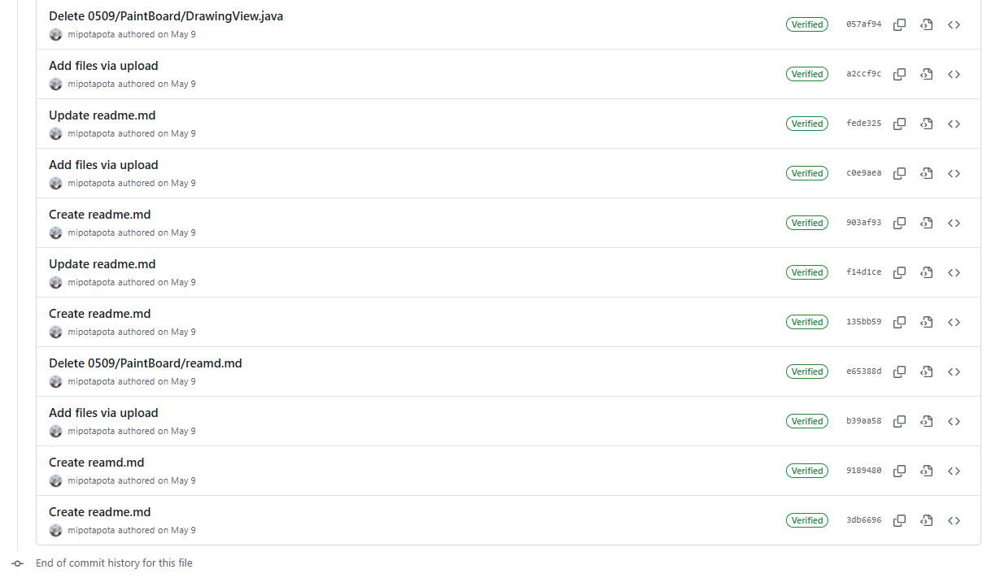 Delete 0509/PaintBoard/DrawingView.java
mipotapota authored on May 9
Verified
057af94
Add files via upload
mipotapota authored on May 9
Verified
a2ccf9c
Update readme.md
mipotapota authored on May 9
Verified
fede325
Add files via upload
mipotapota authored on May 9
Verified
c0e9aea
Create readme.md
mipotapota authored on May 9
Verified
903af93
Update readme.md
mipotapota authored on May 9
Verified
f14d1ce
Create readme.md
mipotapota authored on May 9
Verified
135bb59
Delete 0509/PaintBoard/reamd.md
mipotapota authored on May 9
Verified
e65388d
Add files via upload
mipotapota authored on May 9
Verified
b39aa58
Create reamd.md
mipotapota authored on May 9
Verified
9189480
Create readme.md
mipotapota authored on May 9
Verified
3db6696
End of commit history for this file